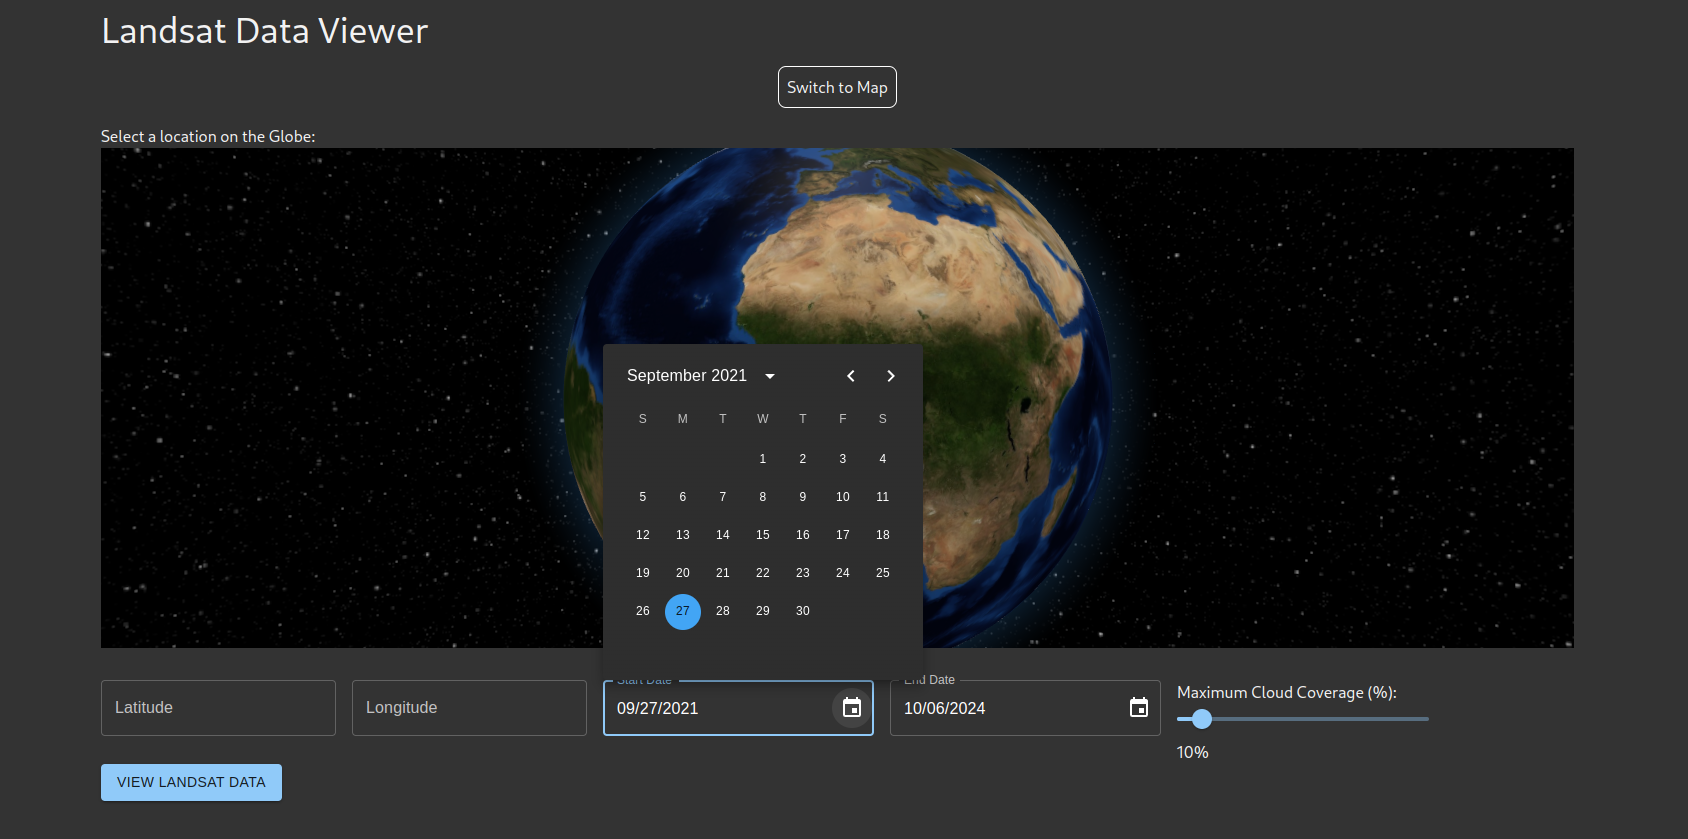 Landsat Data Viewer
Switch to Map
Select a location on the Globe:
September 2021
S M T W T F S
1 2 3 4
5 6 7 8 9 10 11
12 13 14 15 16 17 18
19 20 21 22 23 24 25
26 27 28 29 30
Latitude
Longitude
Start Date
09/27/2021
End Date
10/06/2024
Maximum Cloud Coverage (%):
10%
VIEW LANDSAT DATA